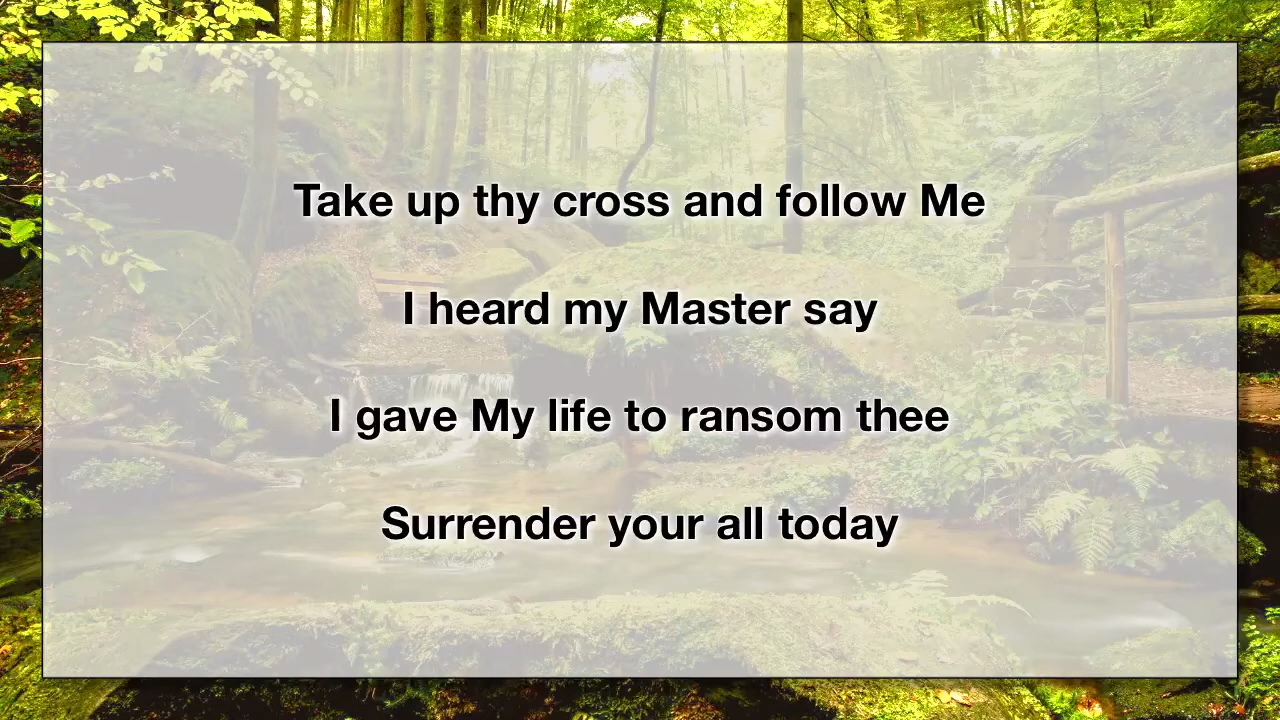 Take up thy cross and follow Me
I heard my Master say
I gave My life to ransom thee
Surrender your all today